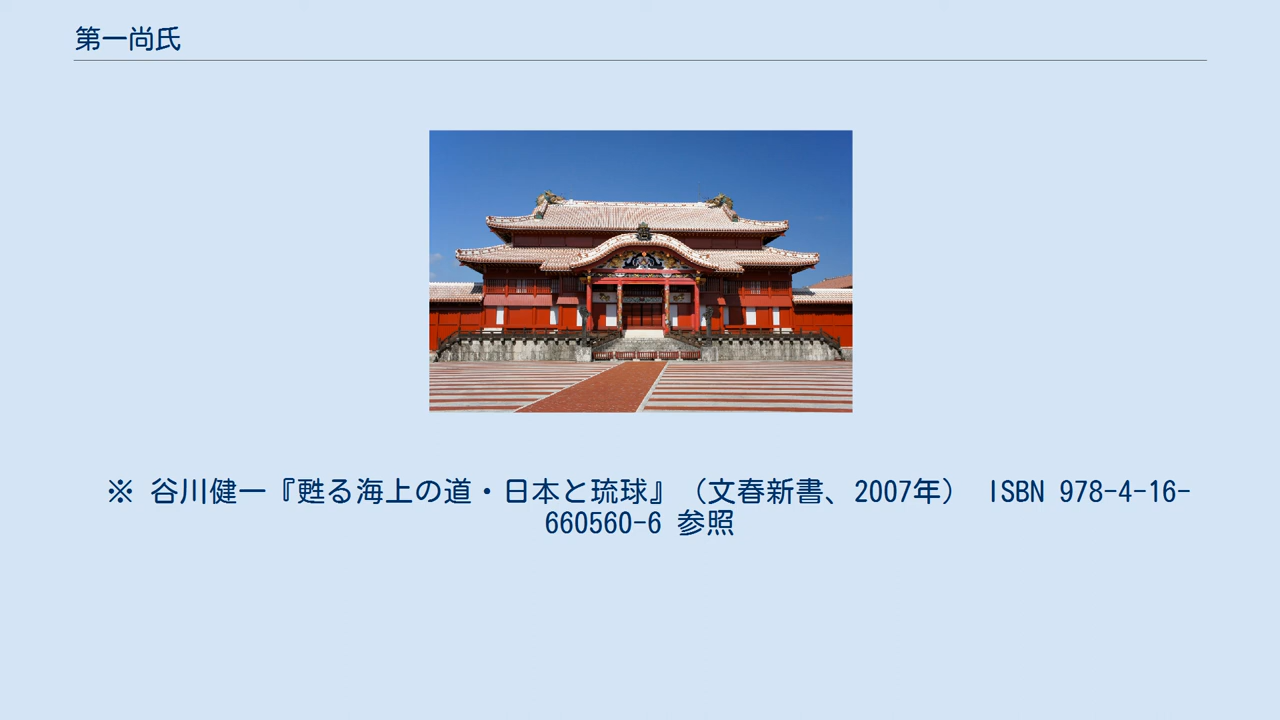 第一尚氏
※ 谷川健一『甦る海上の道・日本と琉球』（文春新書、2007年） ISBN 978-4-16-
660560-6 参照